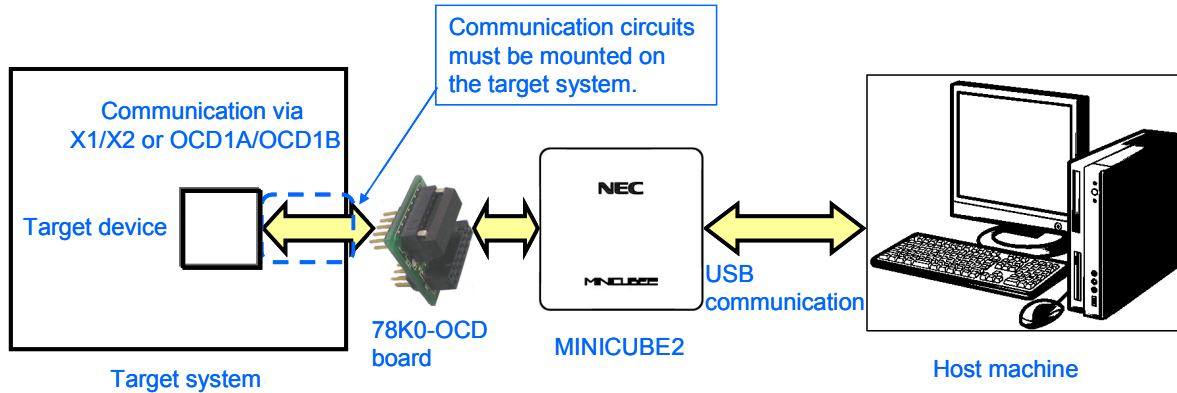 Communication circuits
must be mounted on
the target system.
Communication via
X1/X2 or OCD1A/OCD1B
Target device
NEC
MINICUBE2
USB
communication
78K0-OCD
board
MINICUBE2
Target system
Host machine